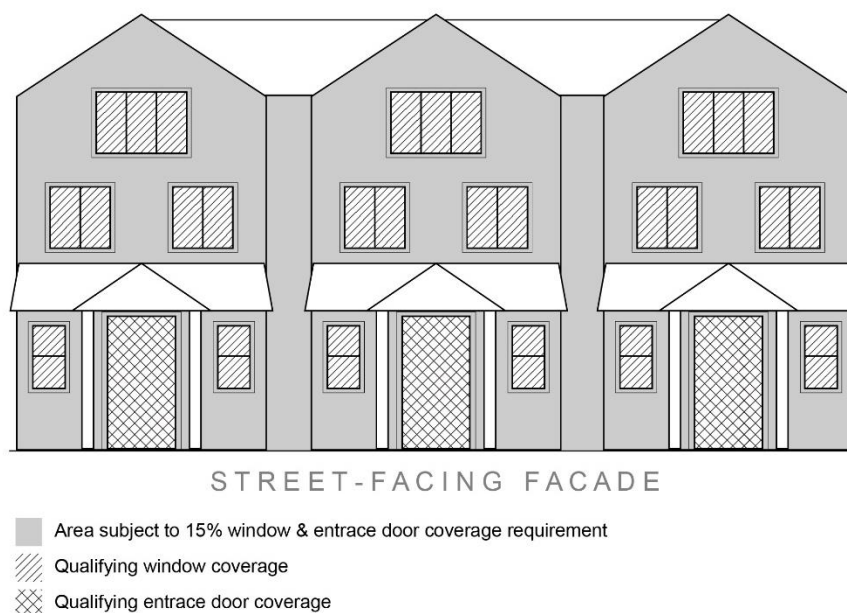 STREET-FACING FACADE
Area subject to 15% window & entrace door coverage requirement
Qualifying window coverage
Qualifying entrace door coverage